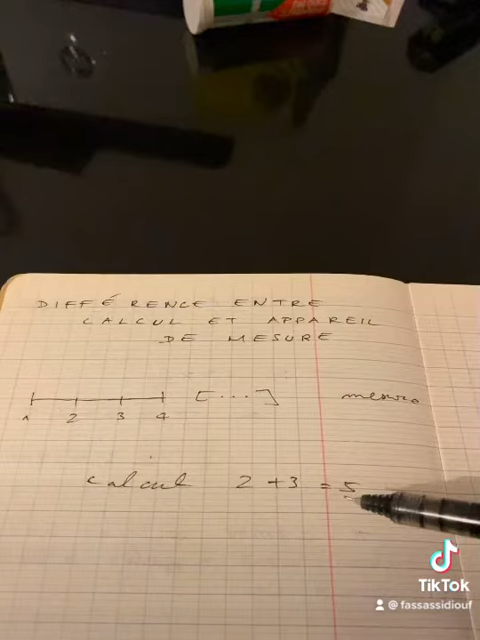 DIFFÉRENCE ENTRE
CALCUL ET APPAREIL
DE MESURE
[...] mesure
1 2 3 4
calcul 2 + 3 = 5
TikTok
@fassassidiouf